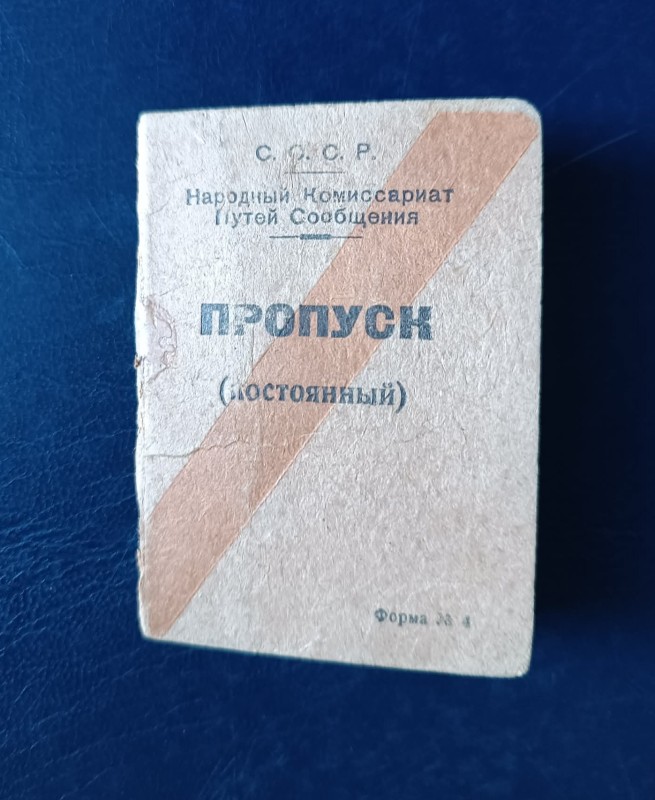 С. С. С. Р.
Народный Комиссариат
Путей Сообщения
ПРОПУСК
(постоянный)
Форма № 4